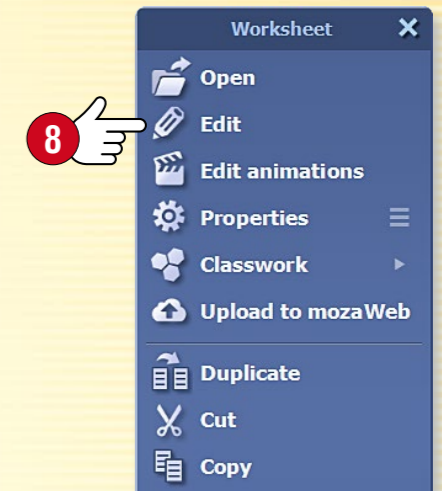 Worksheet
Open
8
Edit
Edit animations
Properties
Classwork
Upload to mozaWeb
Duplicate
Cut
Copy